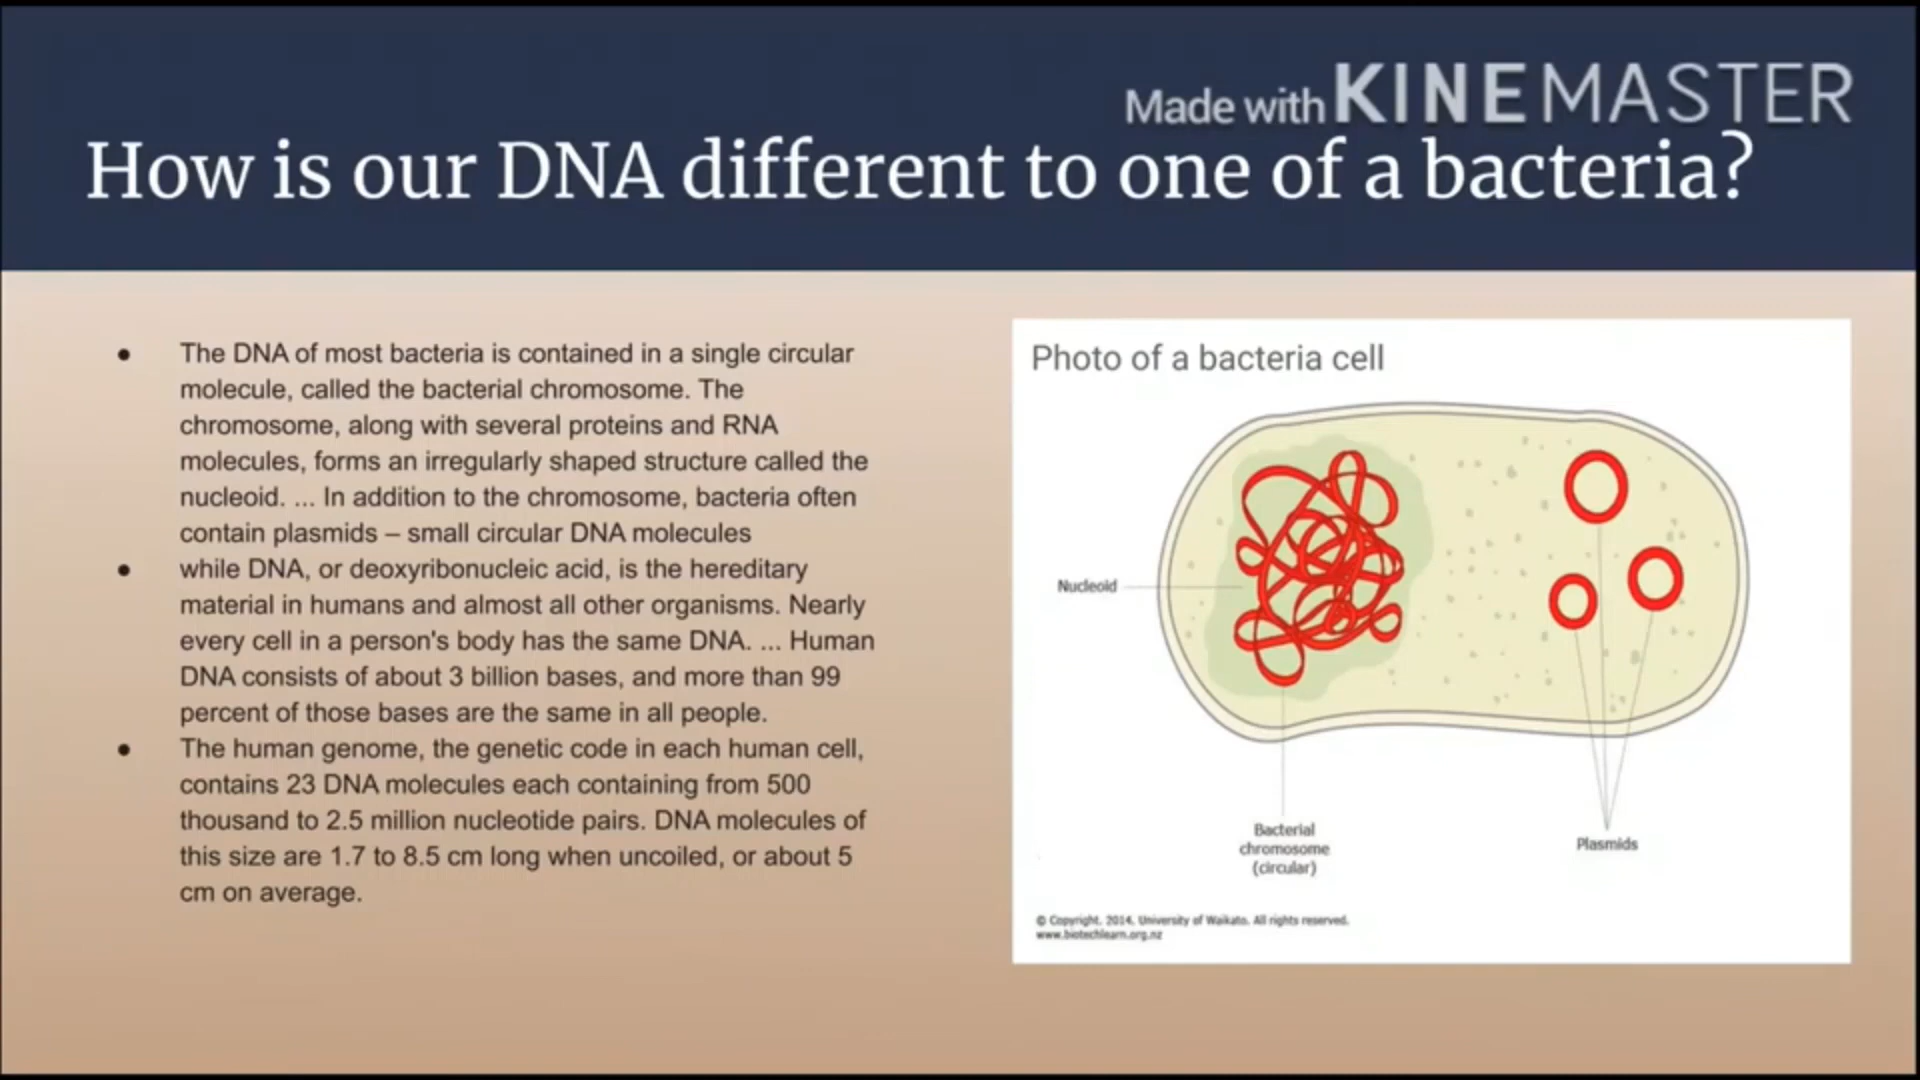 Made with KINEMASTER
How is our DNA different to one of a bacteria?
● The DNA of most bacteria is contained in a single circular
molecule, called the bacterial chromosome. The
chromosome, along with several proteins and RNA
molecules, forms an irregularly shaped structure called the
nucleoid. ... In addition to the chromosome, bacteria often
contain plasmids – small circular DNA molecules
● while DNA, or deoxyribonucleic acid, is the hereditary
material in humans and almost all other organisms. Nearly
every cell in a person's body has the same DNA. ... Human
DNA consists of about 3 billion bases, and more than 99
percent of those bases are the same in all people.
● The human genome, the genetic code in each human cell,
contains 23 DNA molecules each containing from 500
thousand to 2.5 million nucleotide pairs. DNA molecules of
this size are 1.7 to 8.5 cm long when uncoiled, or about 5
cm on average.
Photo of a bacteria cell
Nucleoid
Bacterial
chromosome
(circular)
Plasmids
© Copyright. 2014. University of Waikato. All rights reserved.
www.biotechlearn.org.nz